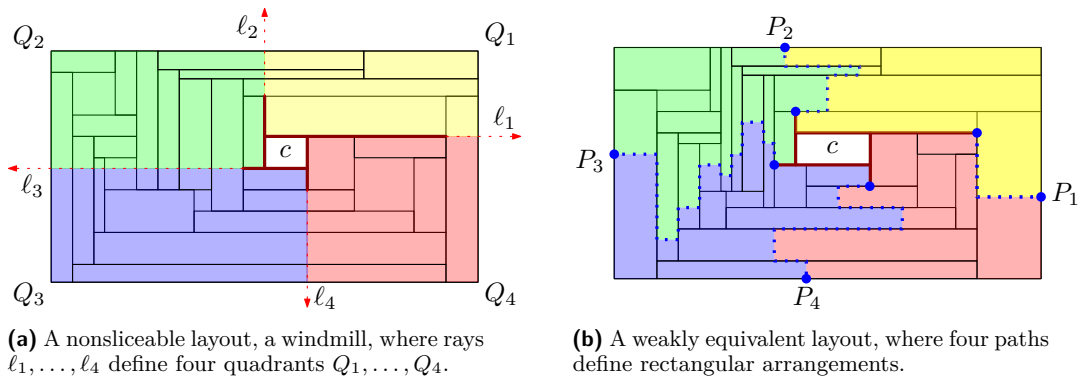 Q₂ ℓ₂ Q₁
ℓ₁
c
ℓ₃
Q₃ ℓ₄ Q₄
P₂
c
P₃
P₁
P₄
(a) A nonsliceable layout, a windmill, where rays
ℓ₁, . . . , ℓ₄ define four quadrants Q₁, . . . , Q₄.
(b) A weakly equivalent layout, where four paths
define rectangular arrangements.